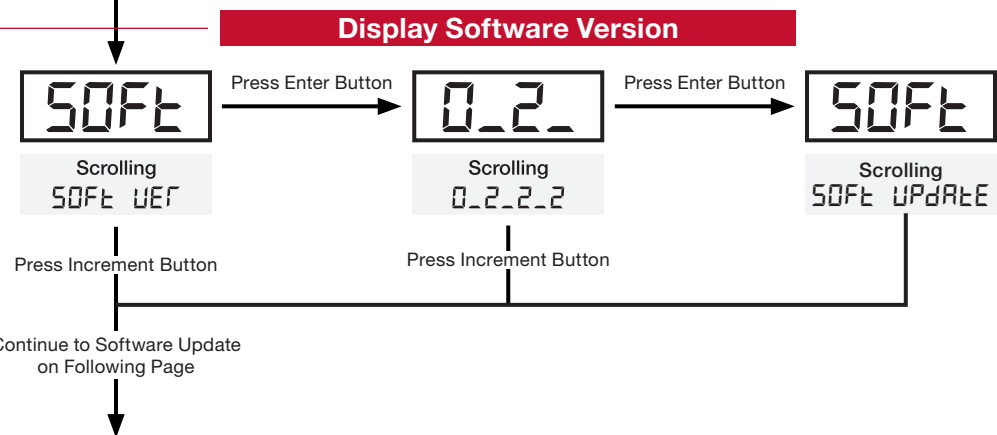 Display Software Version
SOFt
Press Enter Button
0_2_
Press Enter Button
SOFt
Scrolling
SOFt VEr
Scrolling
0_2_2_2
Scrolling
SOFt UPdAtE
Press Increment Button
Press Increment Button
Continue to Software Update
on Following Page